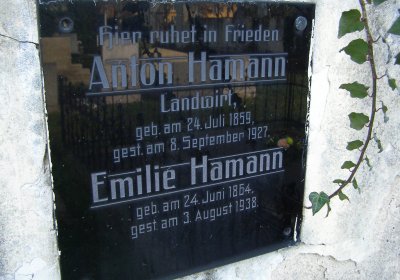 Hier ruhet in Frieden
Anton Hamann
Landwirt,
geb. am 24. Juli 1859,
gest. am 8. September 1927.
Emilie Hamann
geb. am 24. Juni 1864,
gest am 3. August 1938.